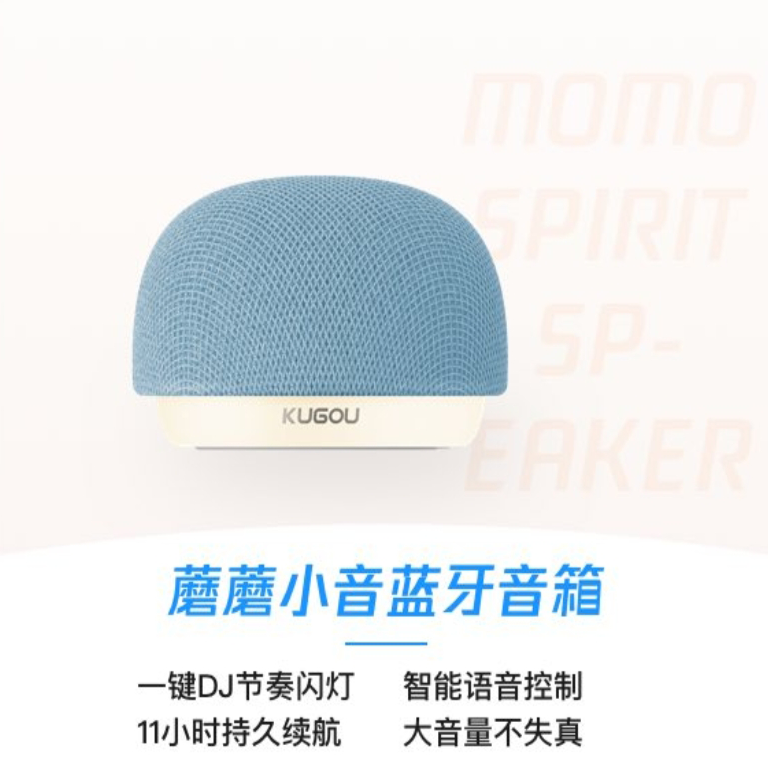 MOMO
SPIRIT
SP-
EAKER
KUGOU
蘑蘑小音蓝牙音箱
一键DJ节奏闪灯 智能语音控制
11小时持久续航 大音量不失真